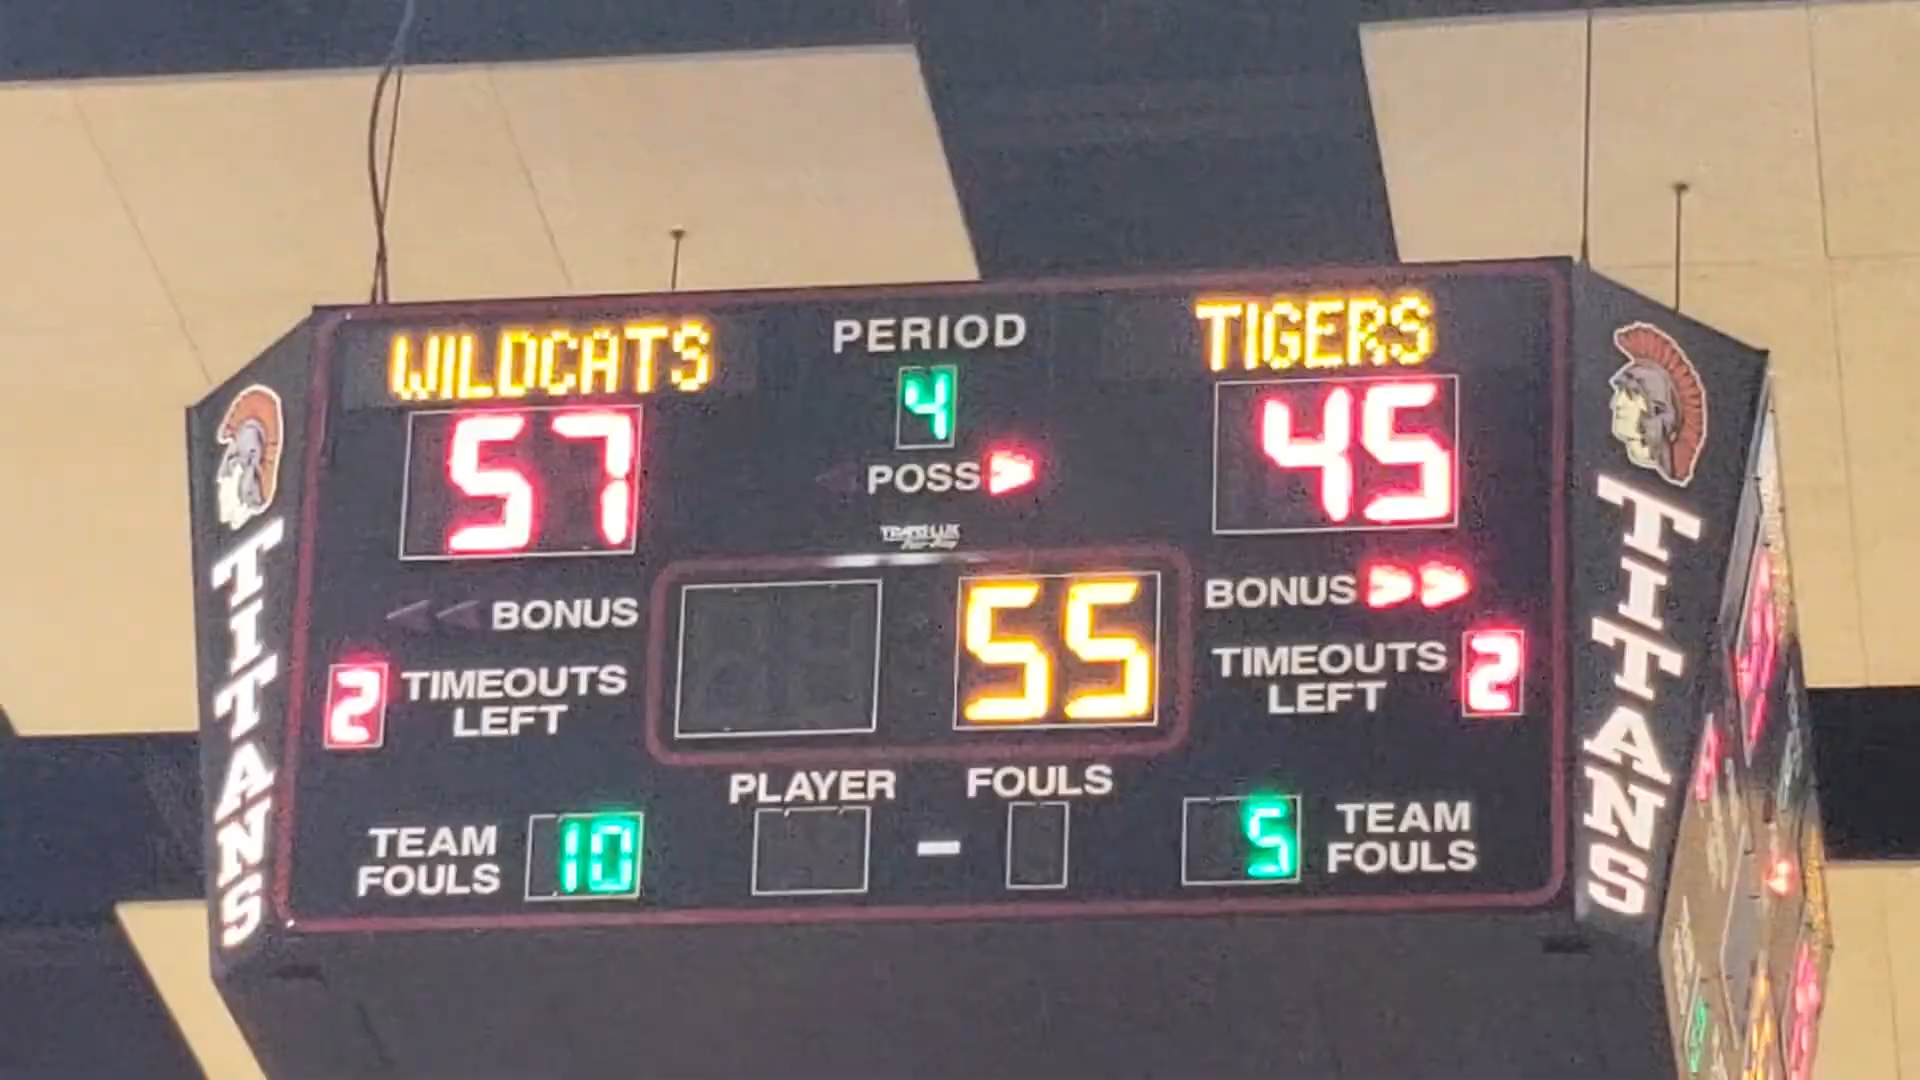 WILDCATS
PERIOD
TIGERS
57
4
45
POSS
BONUS
55
BONUS
2
TIMEOUTS
LEFT
TIMEOUTS
LEFT
2
PLAYER
FOULS
TEAM
FOULS
10
-
5
TEAM
FOULS
TITANS
TITANS